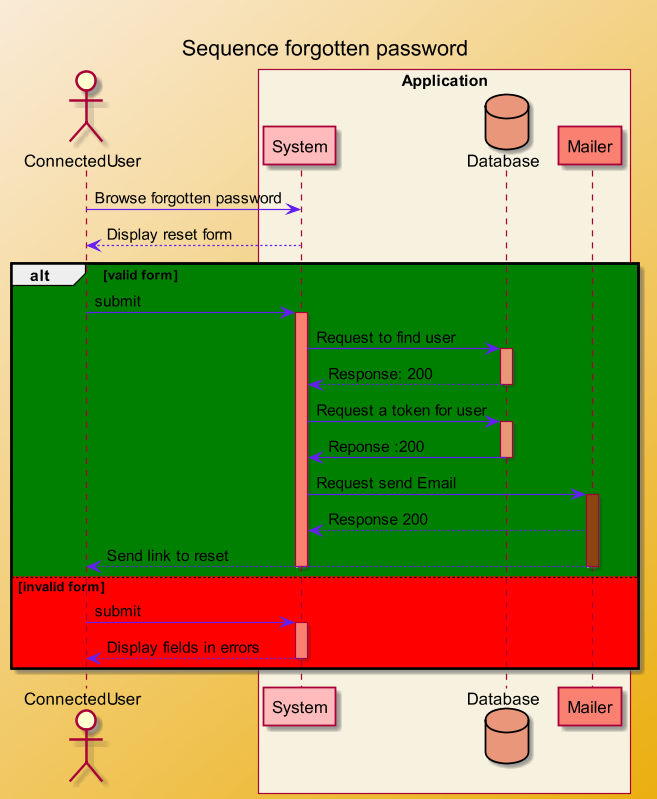 Sequence forgotten password
Application
ConnectedUser
System
Database
Mailer
Browse forgotten password
Display reset form
alt
[valid form]
submit
Request to find user
Response: 200
Request a token for user
Reponse :200
Request send Email
Response 200
Send link to reset
[invalid form]
submit
Display fields in errors
ConnectedUser
System
Database
Mailer